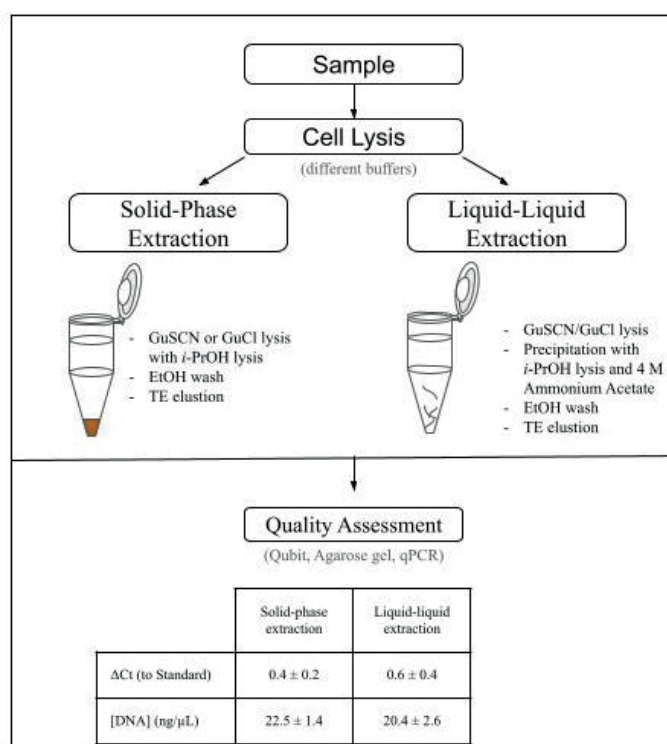 Sample
Cell Lysis
(different buffers)
Solid-Phase
Extraction
- GuSCN or GuCl lysis
with i-PrOH lysis
- EtOH wash
- TE elustion
Liquid-Liquid
Extraction
- GuSCN/GuCl lysis
- Precipitation with
i-PrOH lysis and 4 M
Ammonium Acetate
- EtOH wash
- TE elustion
Quality Assessment
(Qubit, Agarose gel, qPCR)
Solid-phase
extraction
Liquid-liquid
extraction
ΔCt (to Standard) 0.4 ± 0.2 0.6 ± 0.4
[DNA] (ng/μL) 22.5 ± 1.4 20.4 ± 2.6